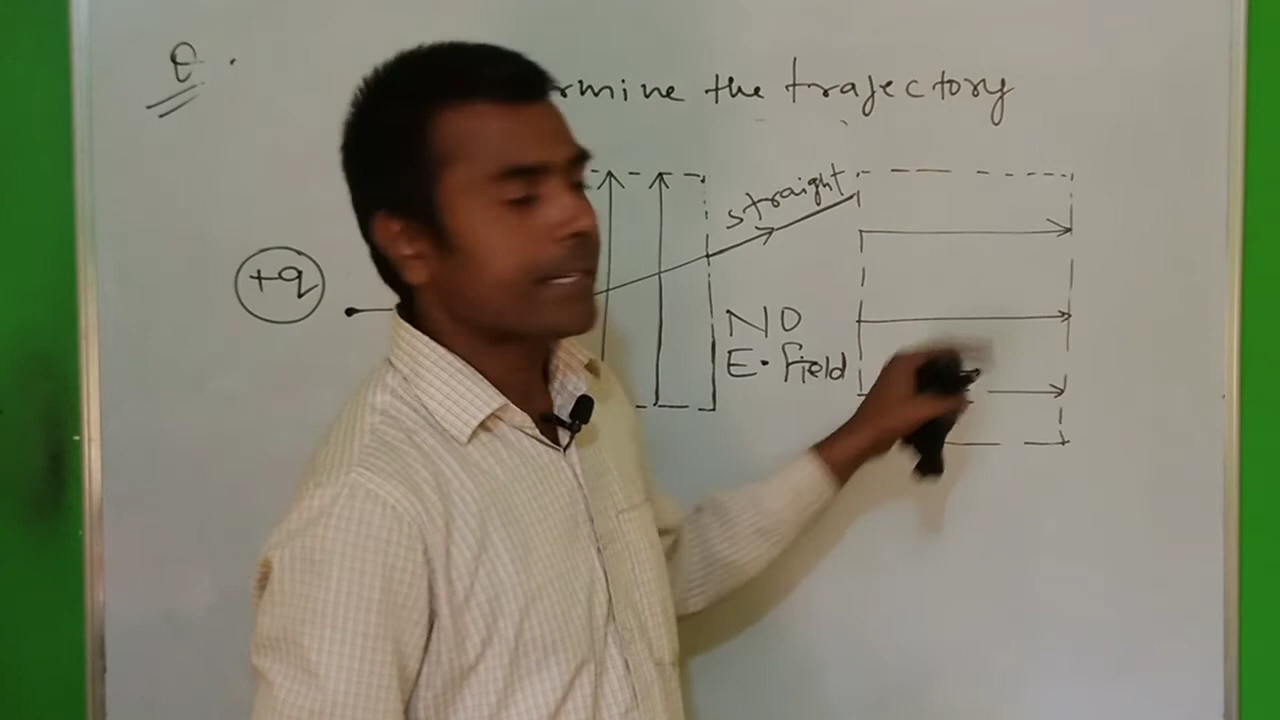 Q.
rmine the trajectory
straight
+q
NO
E. field